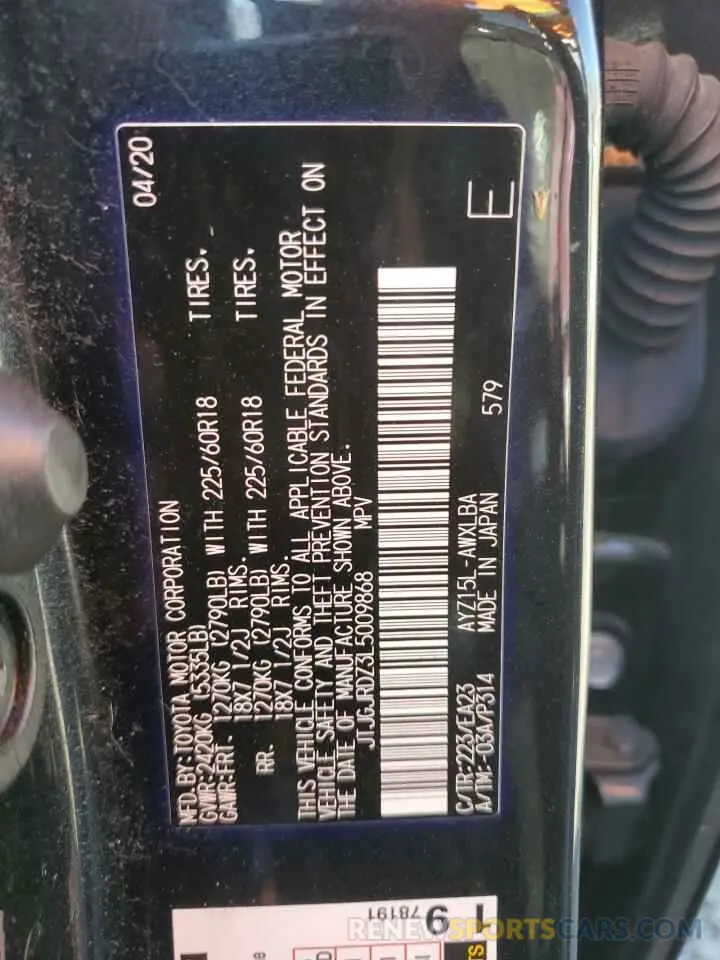 MFD.BY:TOYOTA MOTOR CORPORATION 04/20
GVWR:2420KG (5335LB)
GAWR:FRT. 1270KG (2790LB) WITH 225/60R18 TIRES.
18X7 1/2J RIMS.
RR. 1270KG (2790LB) WITH 225/60R18 TIRES.
18X7 1/2J RIMS.
THIS VEHICLE CONFORMS TO ALL APPLICABLE FEDERAL MOTOR
VEHICLE SAFETY AND THEFT PREVENTION STANDARDS IN EFFECT ON
THE DATE OF MANUFACTURE SHOWN ABOVE.
JTJGJRDZ3L5009868 MPV
C/TR:223/EA23 AYZ15L-AWXLBA
A/TM:-03A/P314 MADE IN JAPAN 579 E
78191
RENEWSPORTSCARS.COM